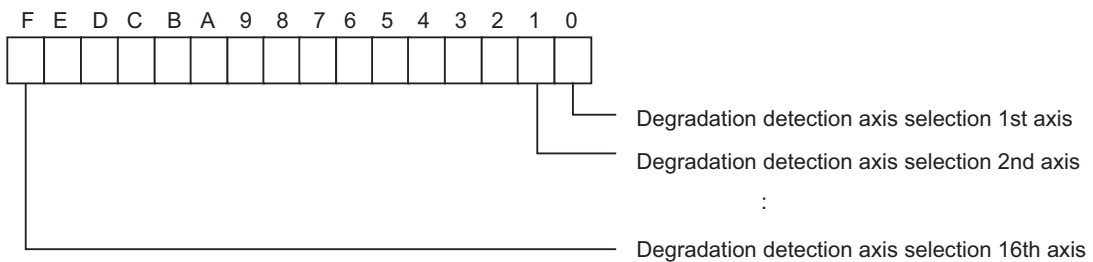 F E D C B A 9 8 7 6 5 4 3 2 1 0
Degradation detection axis selection 1st axis
Degradation detection axis selection 2nd axis
:
Degradation detection axis selection 16th axis